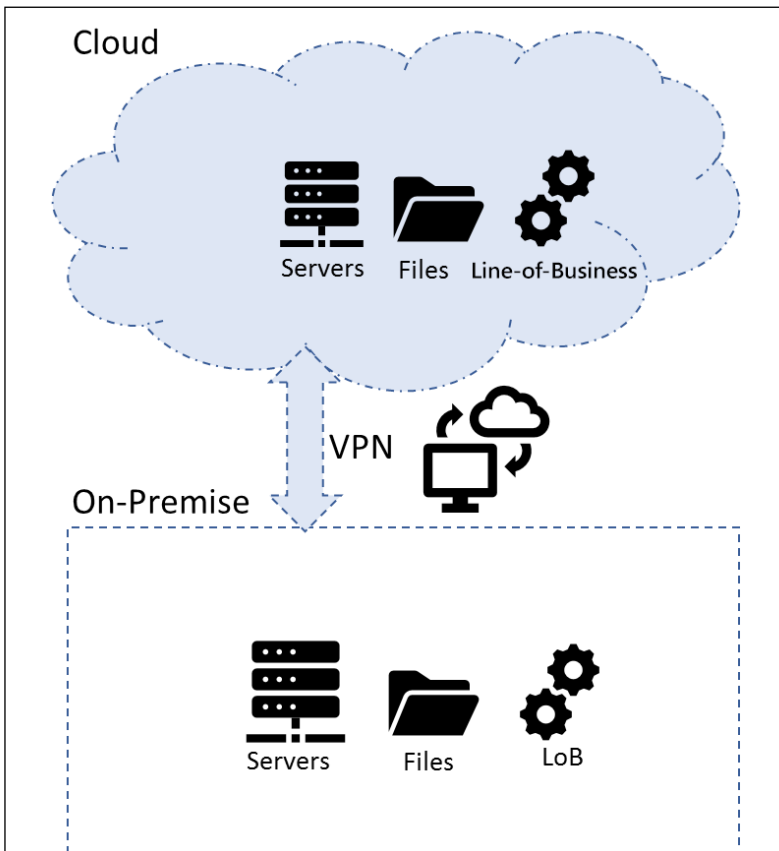 Cloud
Servers Files Line-of-Business
VPN
On-Premise
Servers Files LoB